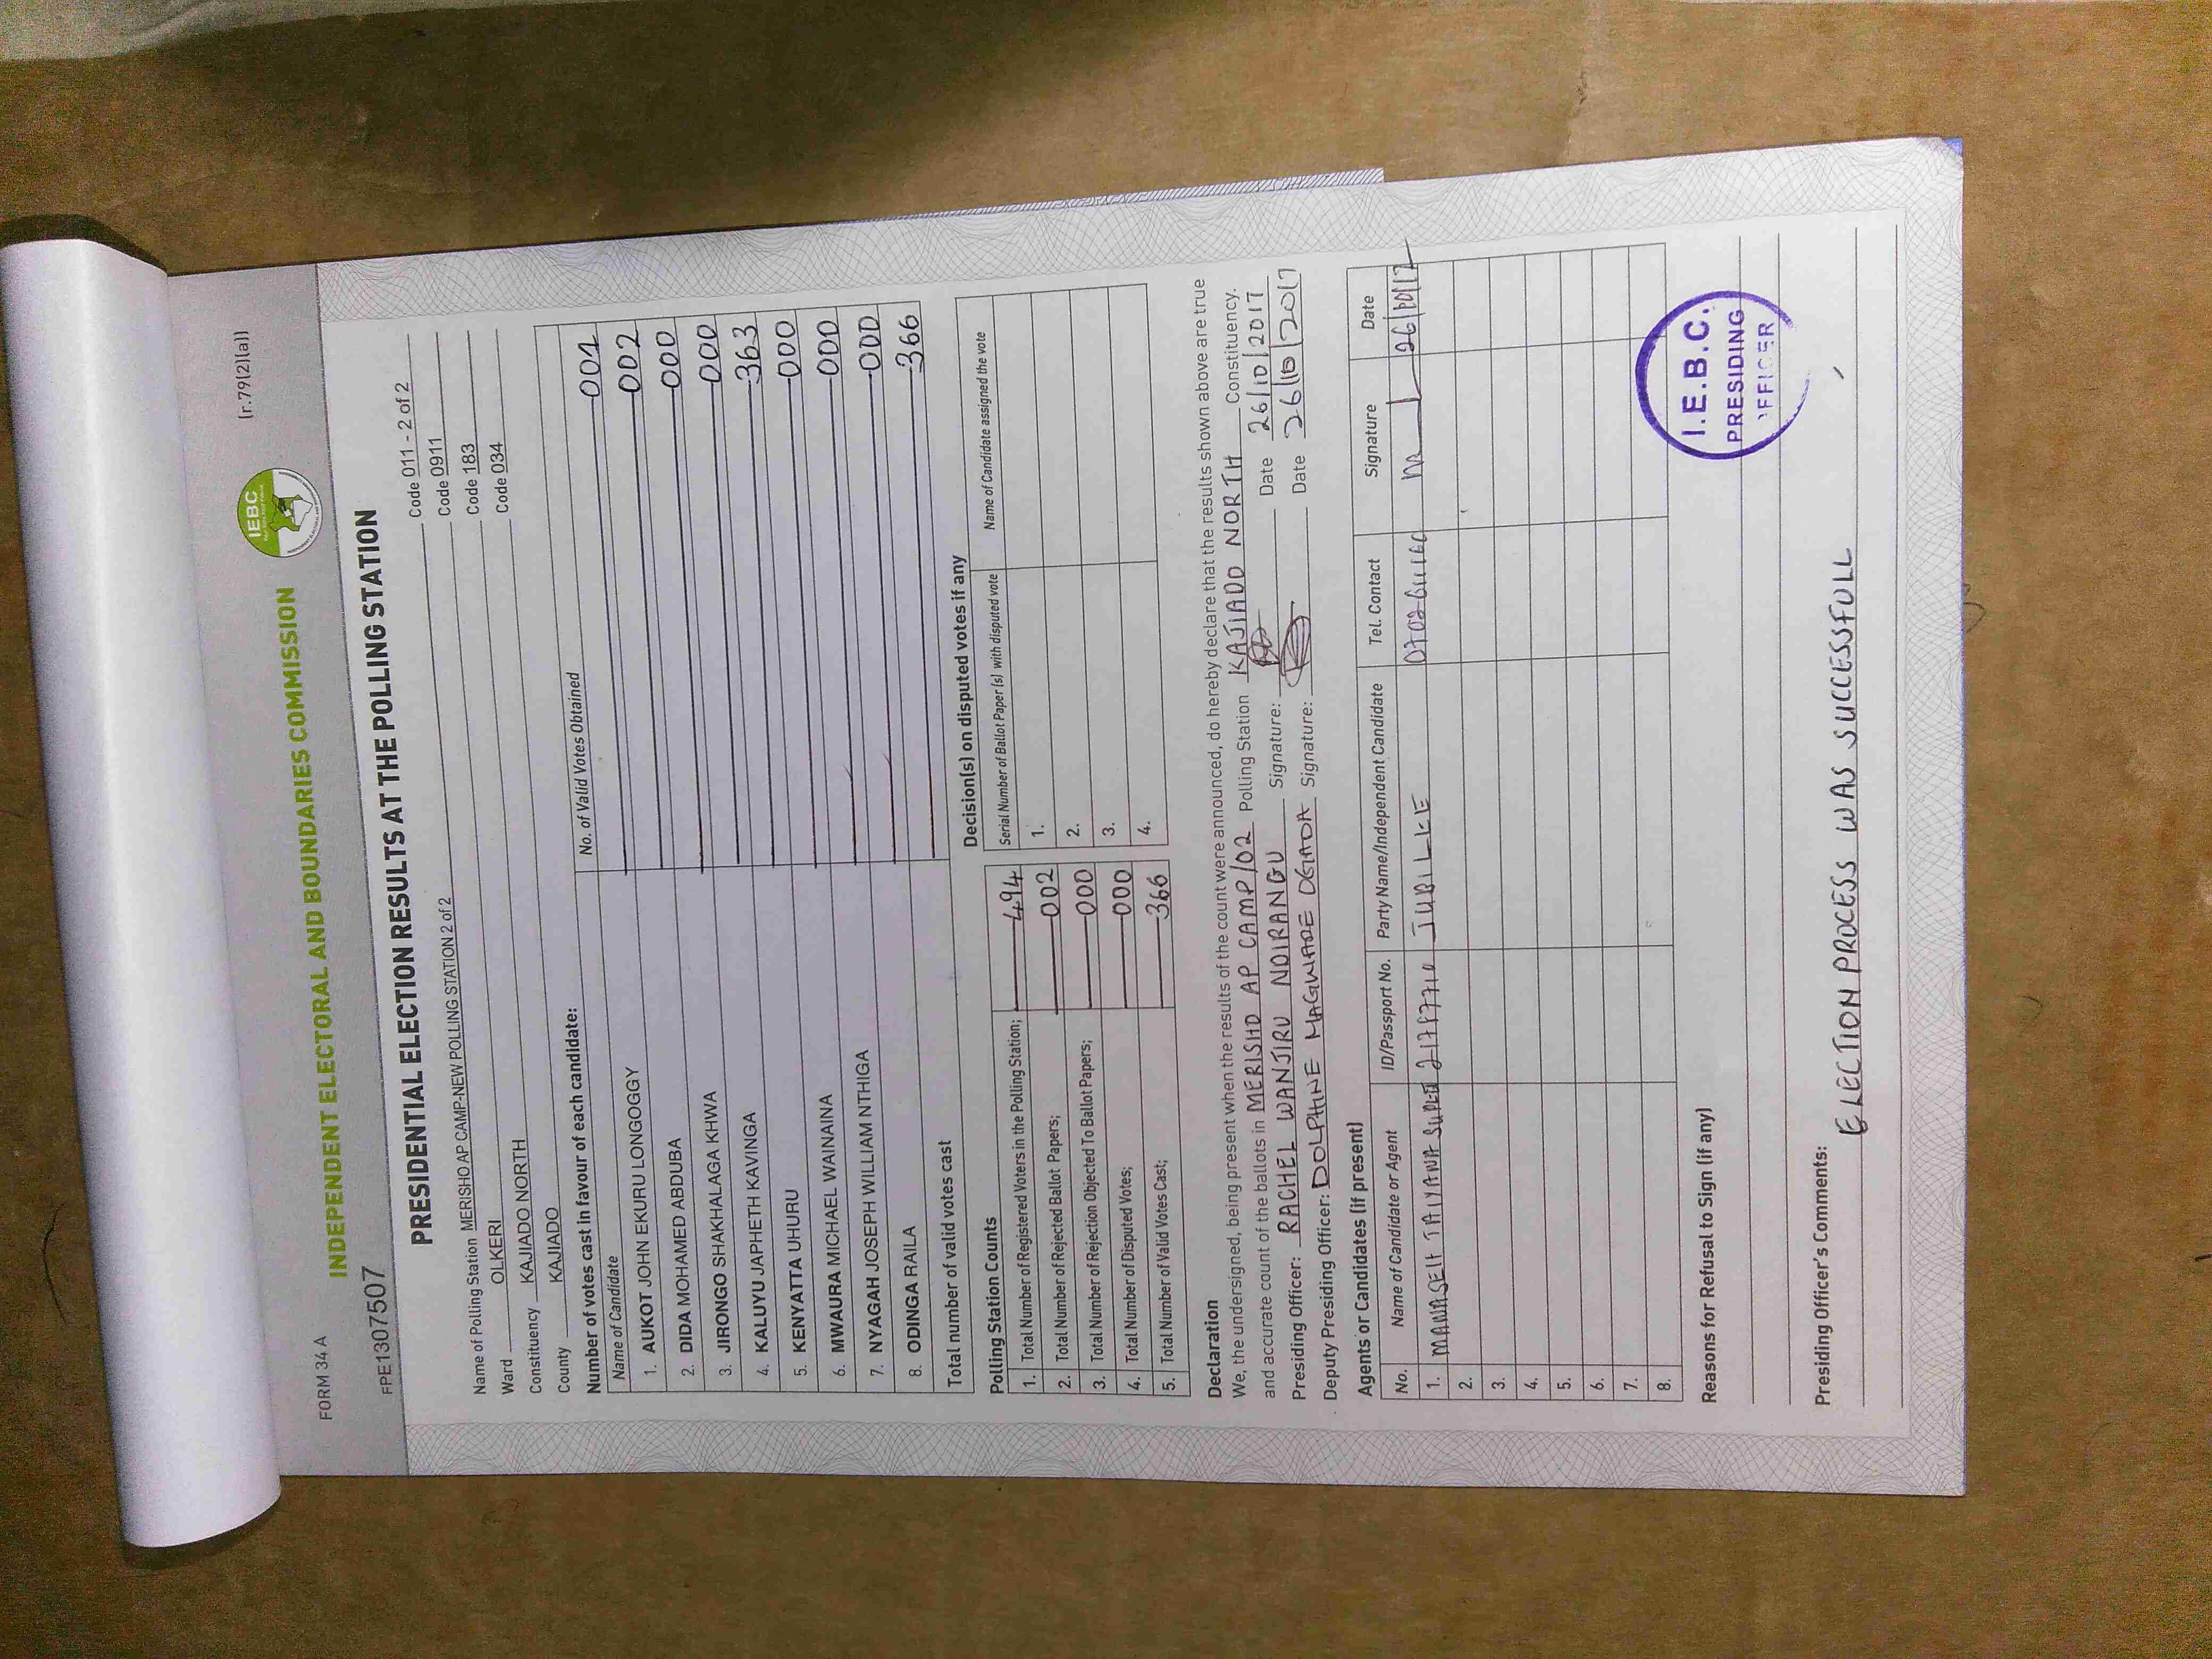 FORM 34 A (r.79(2)(a))
INDEPENDENT ELECTORAL AND BOUNDARIES COMMISSION
IEBC
FPE1307507
PRESIDENTIAL ELECTION RESULTS AT THE POLLING STATION
Name of Polling Station MERISHO AP CAMP-NEW POLLING STATION 2 of 2 Code 011 - 2 of 2
Ward OLKERI Code 0911
Constituency KAJIADO NORTH Code 183
County KAJIADO Code 034
Number of votes cast in favour of each candidate:
Name of Candidate No. of Valid Votes Obtained
1. AUKOT JOHN EKURU LONGOGGY 001
2. DIDA MOHAMED ABDUBA 002
3. JIRONGO SHAKHALAGA KHWA 000
4. KALUYU JAPHETH KAVINGA 000
5. KENYATTA UHURU 363
6. MWAURA MICHAEL WAINAINA 000
7. NYAGAH JOSEPH WILLIAM NTHIGA 000
8. ODINGA RAILA 000
Total number of valid votes cast 366
Polling Station Counts
1. Total Number of Registered Voters in the Polling Station; 494
2. Total Number of Rejected Ballot Papers; 002
3. Total Number of Rejection Objected To Ballot Papers; 000
4. Total Number of Disputed Votes; 000
5. Total Number of Valid Votes Cast; 366
Decision(s) on disputed votes if any
Serial Number of Ballot Paper (s) with disputed vote Name of Candidate assigned the vote
1.
2.
3.
4.
Declaration
We, the undersigned, being present when the results of the count were announced, do hereby declare that the results shown above are true
and accurate count of the ballots in MERISHO AP CAMP/02 Polling Station KAJIADO NORTH Constituency.
Presiding Officer: RACHEL WANJIRU NDIRANGU Signature: Date 26/10/2017
Deputy Presiding Officer: DOLPHINE MAGWARE Signature: Date 26/10/2017
Agents or Candidates (if present)
No. Name of Candidate or Agent ID/Passport No. Party Name/Independent Candidate Tel. Contact Signature Date
1. MANASEH TAIYANA JUBILEE 26/10/17
2.
3.
4.
5.
6.
7.
8.
Reasons for Refusal to Sign (if any)
I.E.B.C.
PRESIDING
OFFICER
Presiding Officer's Comments:
ELECTION PROCESS WAS SUCCESSFULL